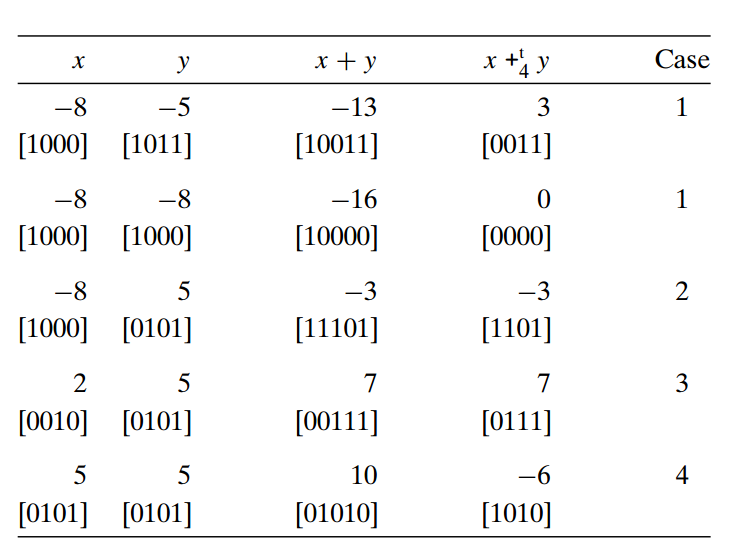 x y x + y x +ᵗ₄ y Case
−8 −5 −13 3 1
[1000] [1011] [10011] [0011]
−8 −8 −16 0 1
[1000] [1000] [10000] [0000]
−8 5 −3 −3 2
[1000] [0101] [11101] [1101]
2 5 7 7 3
[0010] [0101] [00111] [0111]
5 5 10 −6 4
[0101] [0101] [01010] [1010]